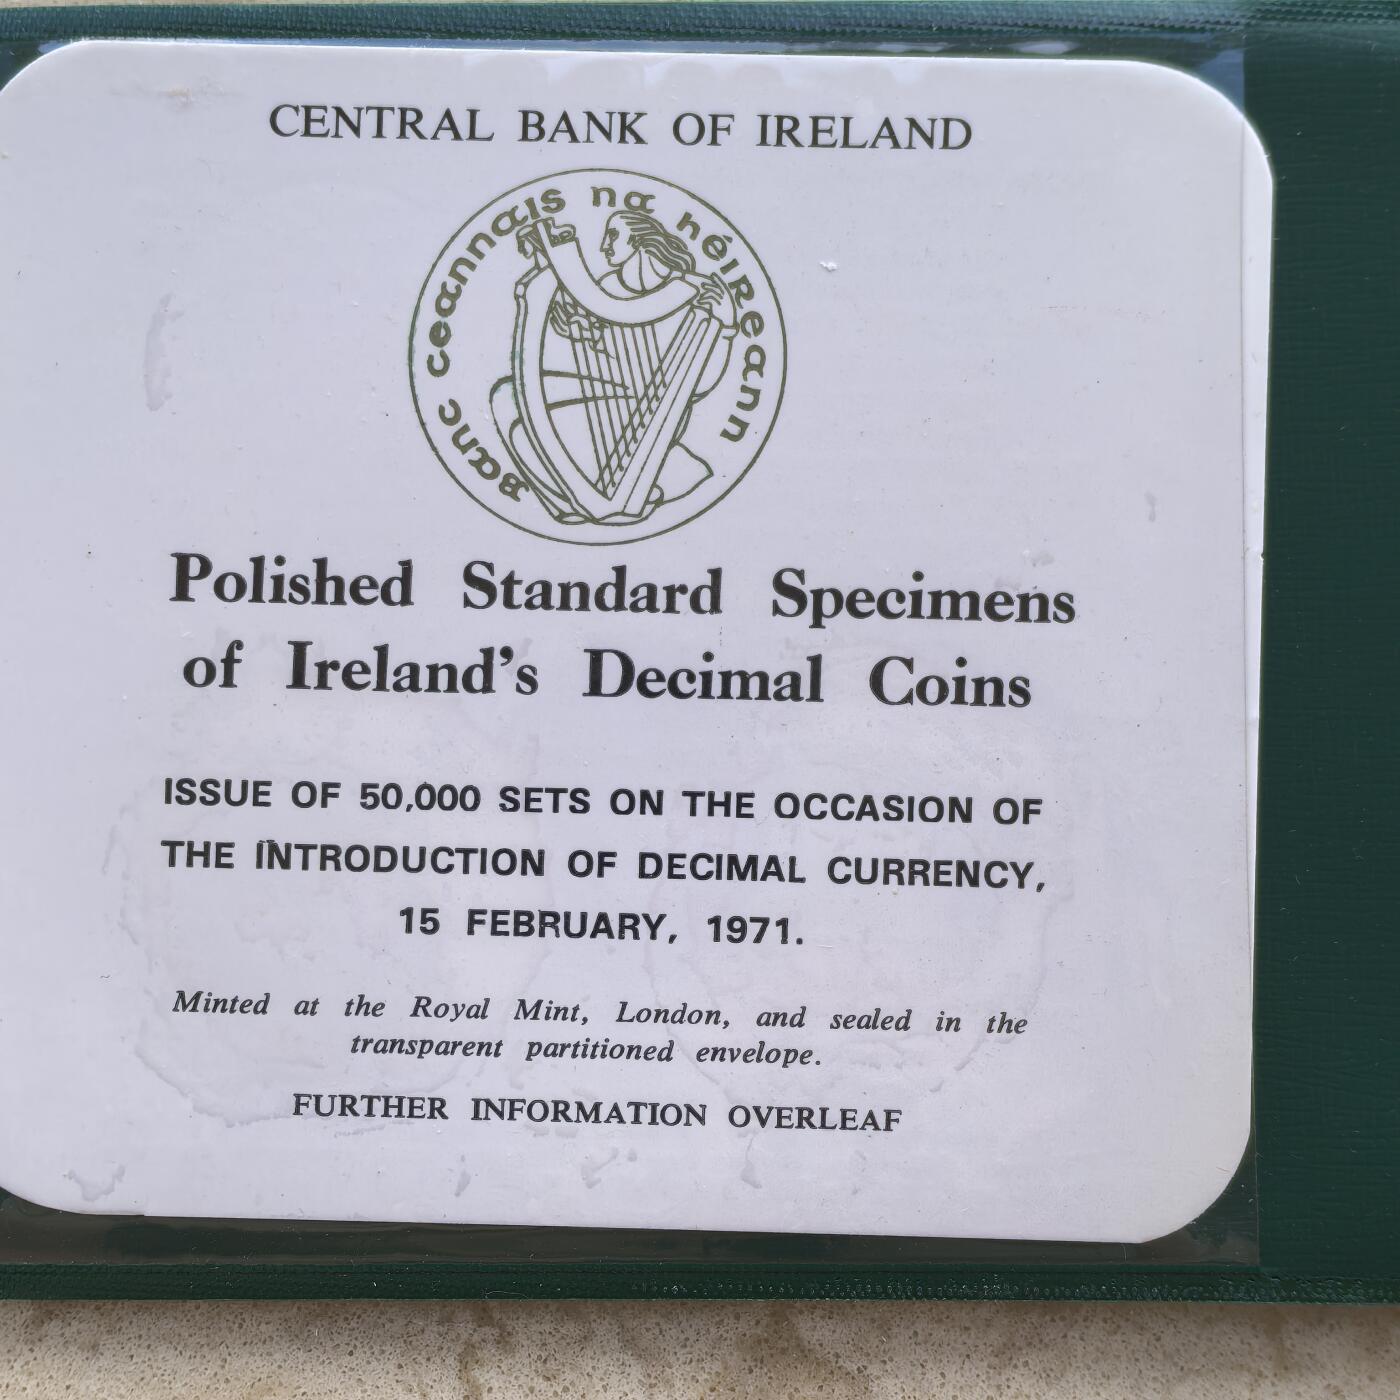 CENTRAL BANK OF IRELAND
Banc ceannais na héireann
Polished Standard Specimens
of Ireland's Decimal Coins
ISSUE OF 50,000 SETS ON THE OCCASION OF
THE INTRODUCTION OF DECIMAL CURRENCY,
15 FEBRUARY, 1971.
Minted at the Royal Mint, London, and sealed in the
transparent partitioned envelope.
FURTHER INFORMATION OVERLEAF